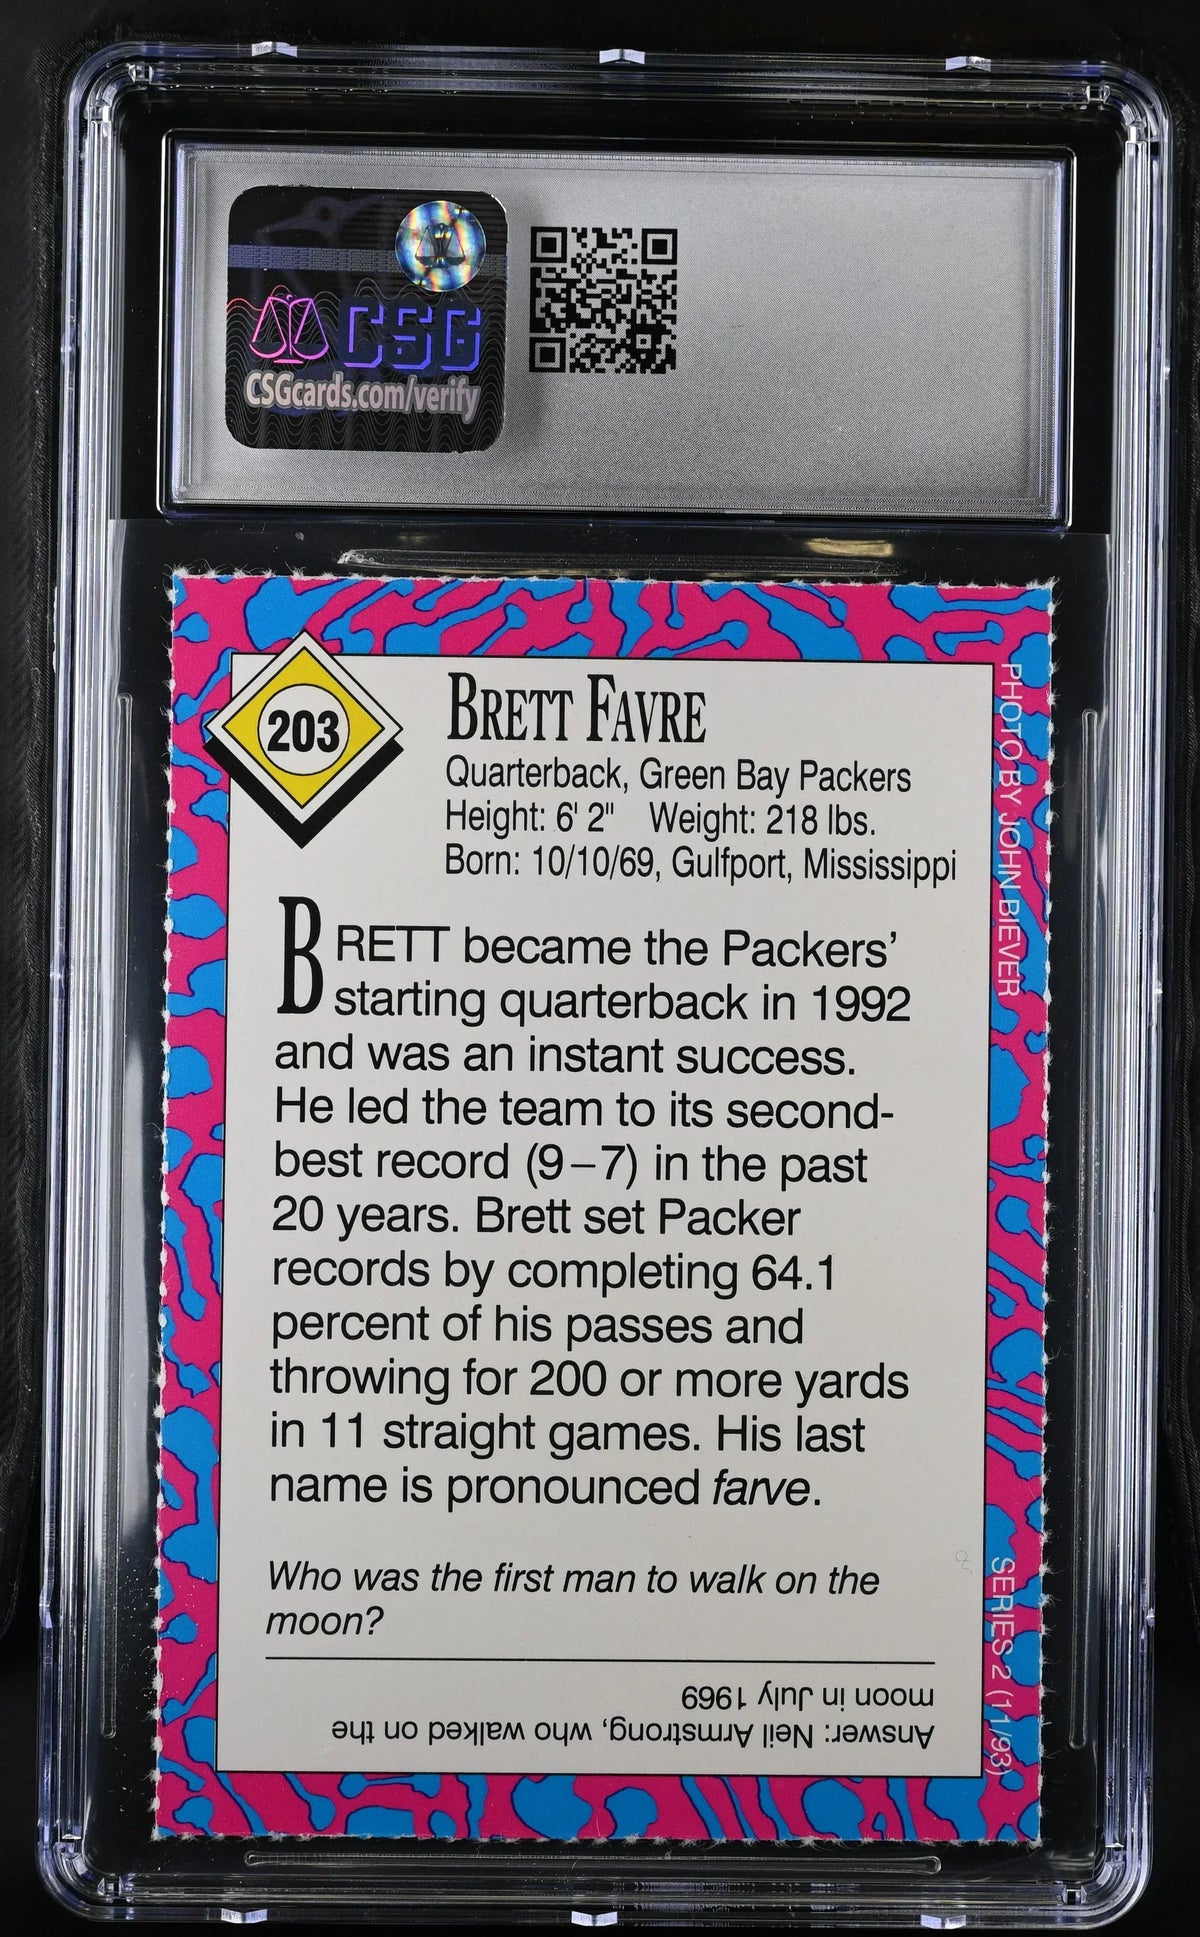 CSG
CSGcards.com/verify
203
BRETT FAVRE
Quarterback, Green Bay Packers
Height: 6' 2" Weight: 218 lbs.
Born: 10/10/69, Gulfport, Mississippi
BRETT became the Packers'
starting quarterback in 1992
and was an instant success.
He led the team to its second-
best record (9–7) in the past
20 years. Brett set Packer
records by completing 64.1
percent of his passes and
throwing for 200 or more yards
in 11 straight games. His last
name is pronounced farve.
Who was the first man to walk on the
moon?
Answer: Neil Armstrong, who walked on the
moon in July 1969
PHOTO BY JOHN BIEVER
SERIES 2 (11/93)